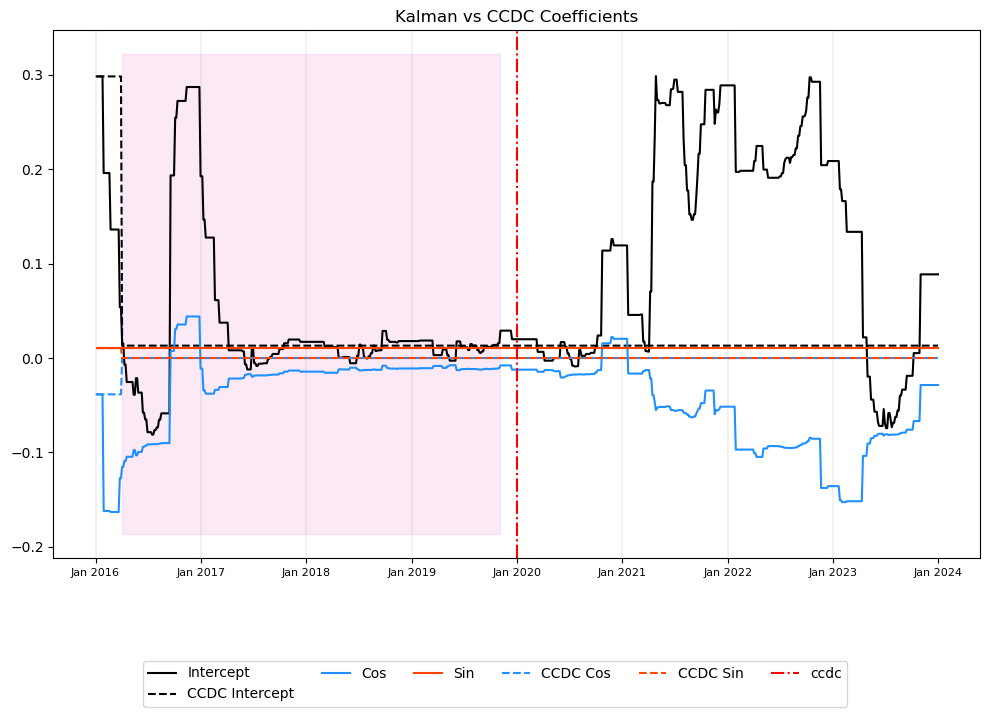 Kalman vs CCDC Coefficients
0.3
0.2
0.1
0.0
−0.1
−0.2
Jan 2016 Jan 2017 Jan 2018 Jan 2019 Jan 2020 Jan 2021 Jan 2022 Jan 2023 Jan 2024
Intercept Cos Sin CCDC Cos CCDC Sin ccdc
CCDC Intercept